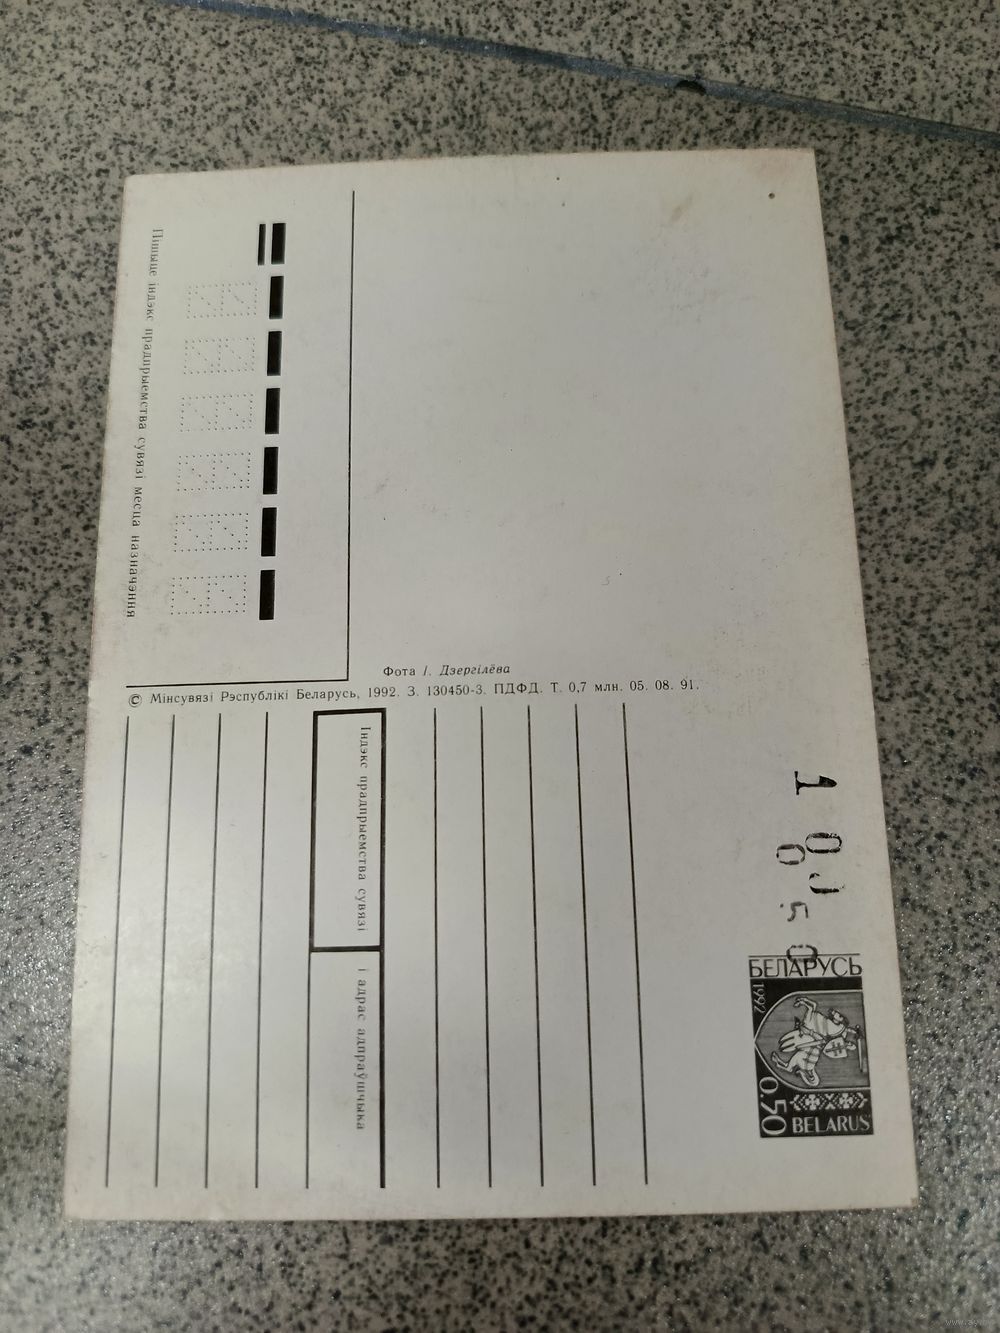 Пішыце індэкс прадпрыемства сувязі месца назначэння
Фота І. Дзергілёва
© Мінсувязі Рэспублікі Беларусь, 1992. З. 130450-3. ПДФД. Т. 0,7 млн. 05. 08. 91.
Індэкс прадпрыемства сувязі
і адрас адпраўшчыка
БЕЛАРУСЬ
1992
0.50
BELARUS